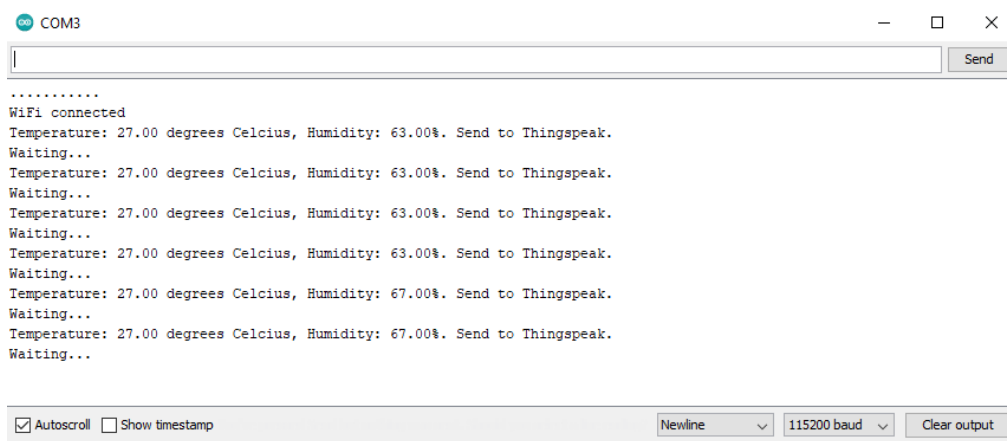 COM3
Send
...........
WiFi connected
Temperature: 27.00 degrees Celcius, Humidity: 63.00%. Send to Thingspeak.
Waiting...
Temperature: 27.00 degrees Celcius, Humidity: 63.00%. Send to Thingspeak.
Waiting...
Temperature: 27.00 degrees Celcius, Humidity: 63.00%. Send to Thingspeak.
Waiting...
Temperature: 27.00 degrees Celcius, Humidity: 63.00%. Send to Thingspeak.
Waiting...
Temperature: 27.00 degrees Celcius, Humidity: 67.00%. Send to Thingspeak.
Waiting...
Temperature: 27.00 degrees Celcius, Humidity: 67.00%. Send to Thingspeak.
Waiting...
Autoscroll Show timestamp Newline 115200 baud Clear output